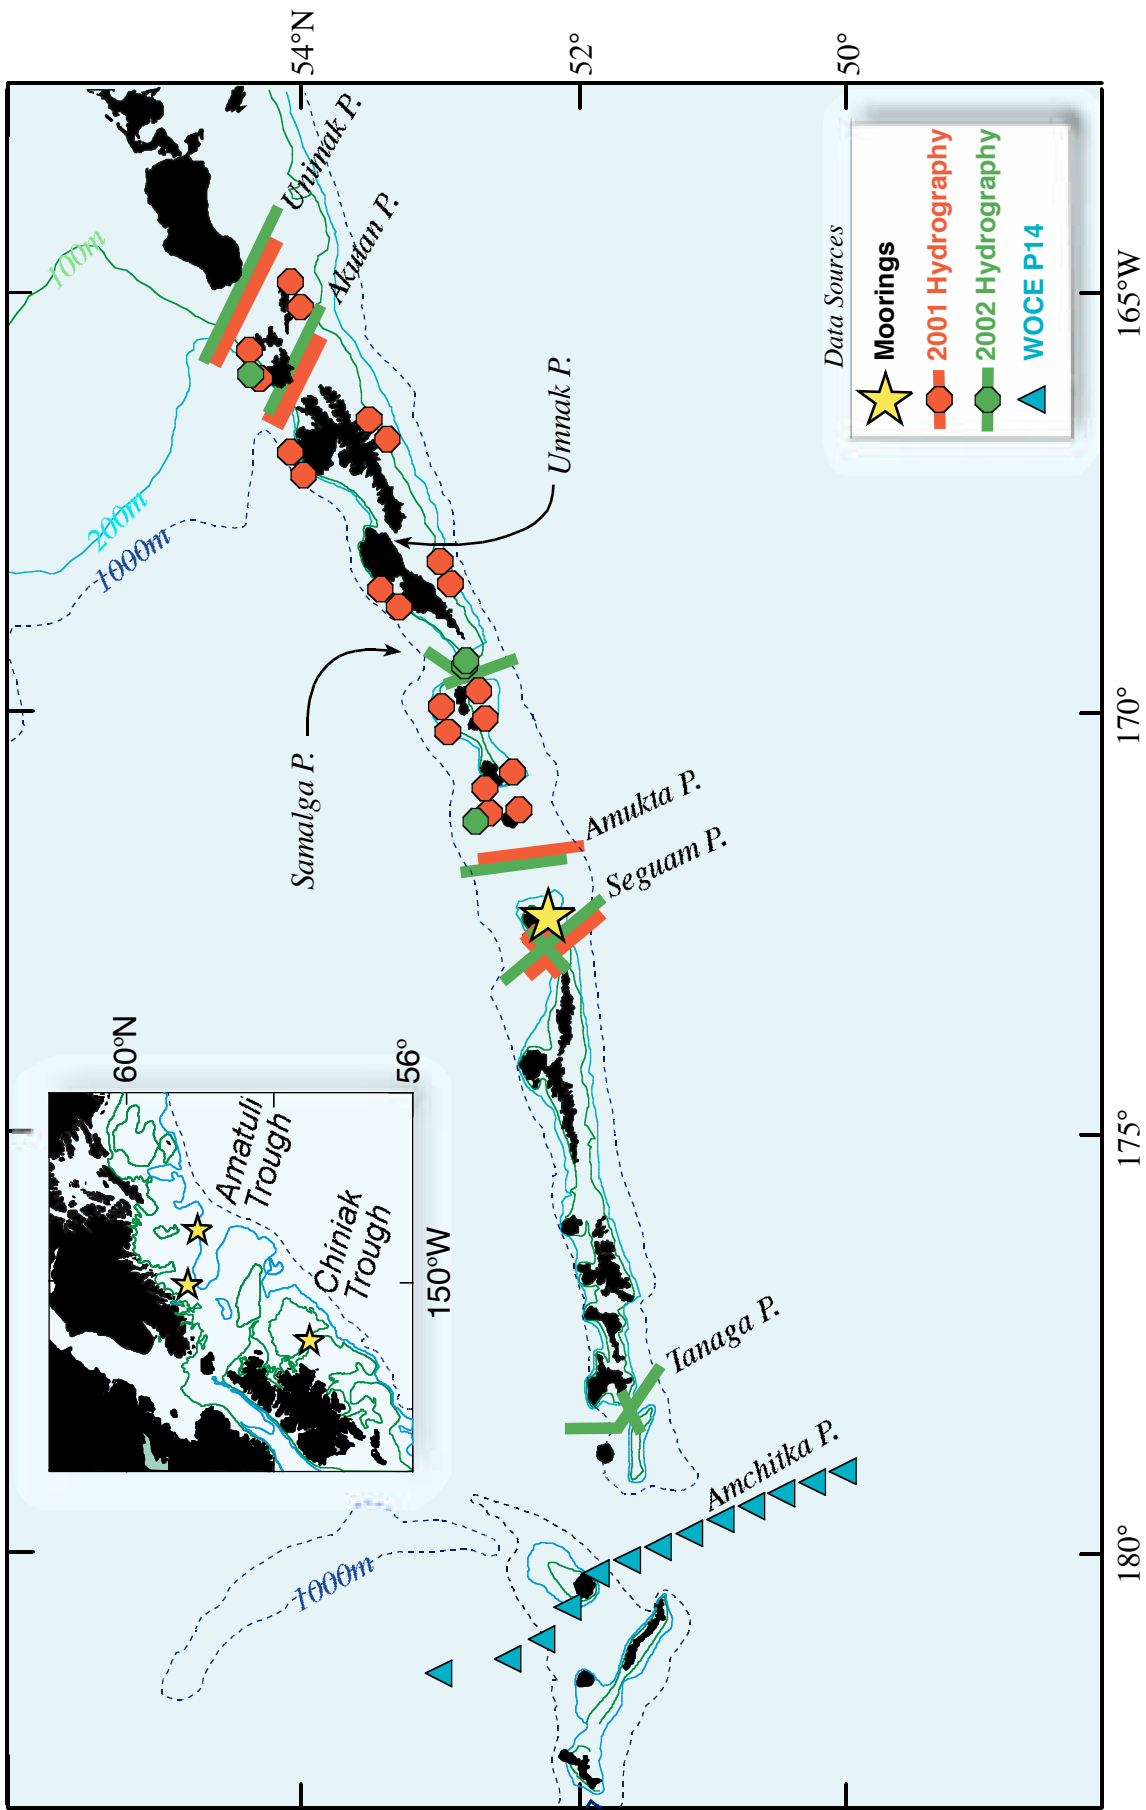 54°N
52°
50°
165°W
170°
175°
180°
100m
200m
1000m
1000m
Unimak P.
Akutan P.
Umnak P.
Samalga P.
Amukta P.
Seguam P.
Tanaga P.
Amchitka P.
Data Sources
Moorings
2001 Hydrography
2002 Hydrography
WOCE P14
60°N
56°
150°W
Amatuli
Trough
Chiniak
Trough